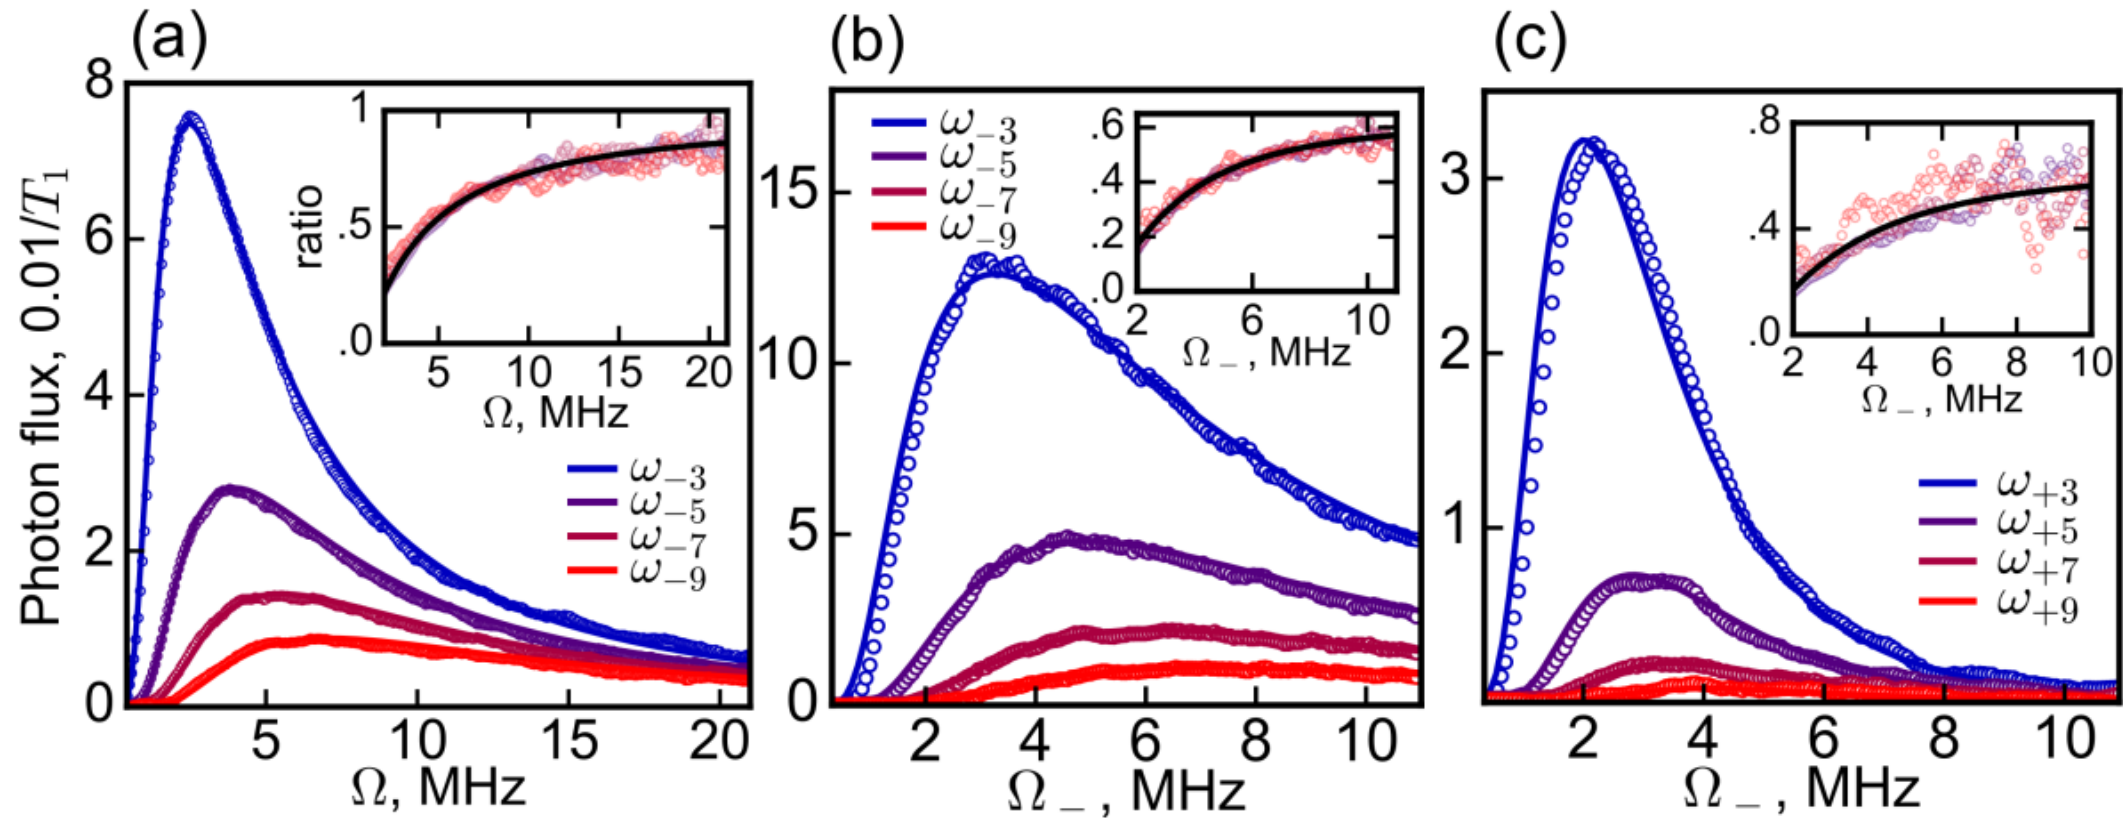 (a)
Photon flux, 0.01/T₁
8
6
4
2
0
5 10 15 20
Ω, MHz
ratio
1
.5
.0
5 10 15 20
Ω, MHz
ω₋₃
ω₋₅
ω₋₇
ω₋₉
(b)
ω₋₃
ω₋₅
ω₋₇
ω₋₉
15
10
5
0
2 4 6 8 10
Ω₋, MHz
.6
.4
.2
.0
2 6 10
Ω₋, MHz
(c)
3
2
1
2 4 6 8 10
Ω₋, MHz
.8
.4
.0
2 4 6 8 10
Ω₋, MHz
ω₊₃
ω₊₅
ω₊₇
ω₊₉